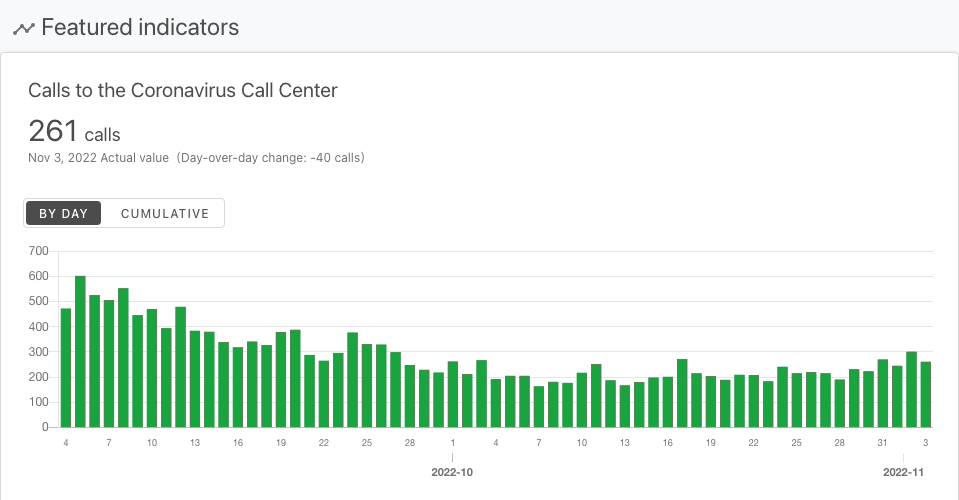 Featured indicators
Calls to the Coronavirus Call Center
261 calls
Nov 3, 2022 Actual value (Day-over-day change: -40 calls)
BY DAY CUMULATIVE
700
600
500
400
300
200
100
0
4 7 10 13 16 19 22 25 28 1 4 7 10 13 16 19 22 25 28 31 3
2022-10 2022-11